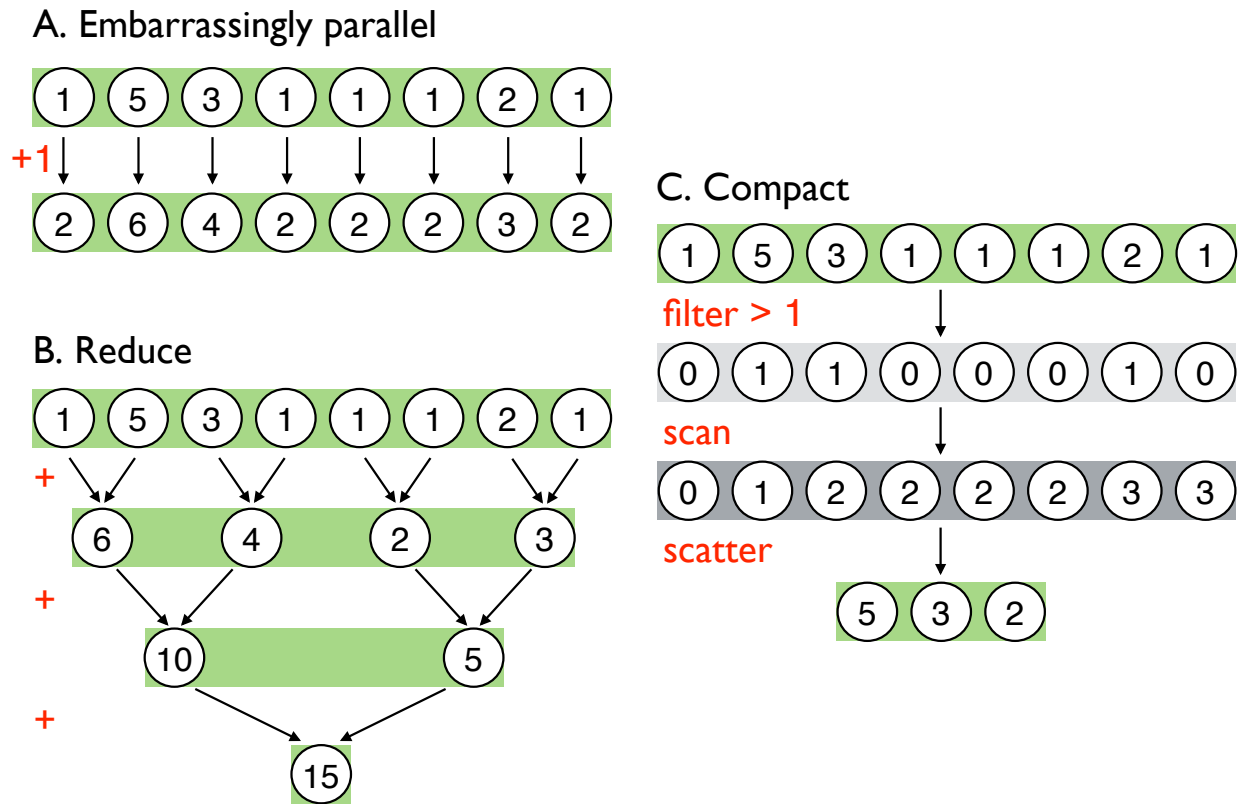 A. Embarrassingly parallel
1 5 3 1 1 1 2 1
+1
2 6 4 2 2 2 3 2
B. Reduce
1 5 3 1 1 1 2 1
+
6 4 2 3
+
10 5
+
15
C. Compact
1 5 3 1 1 1 2 1
filter > 1
0 1 1 0 0 0 1 0
scan
0 1 2 2 2 2 3 3
scatter
5 3 2